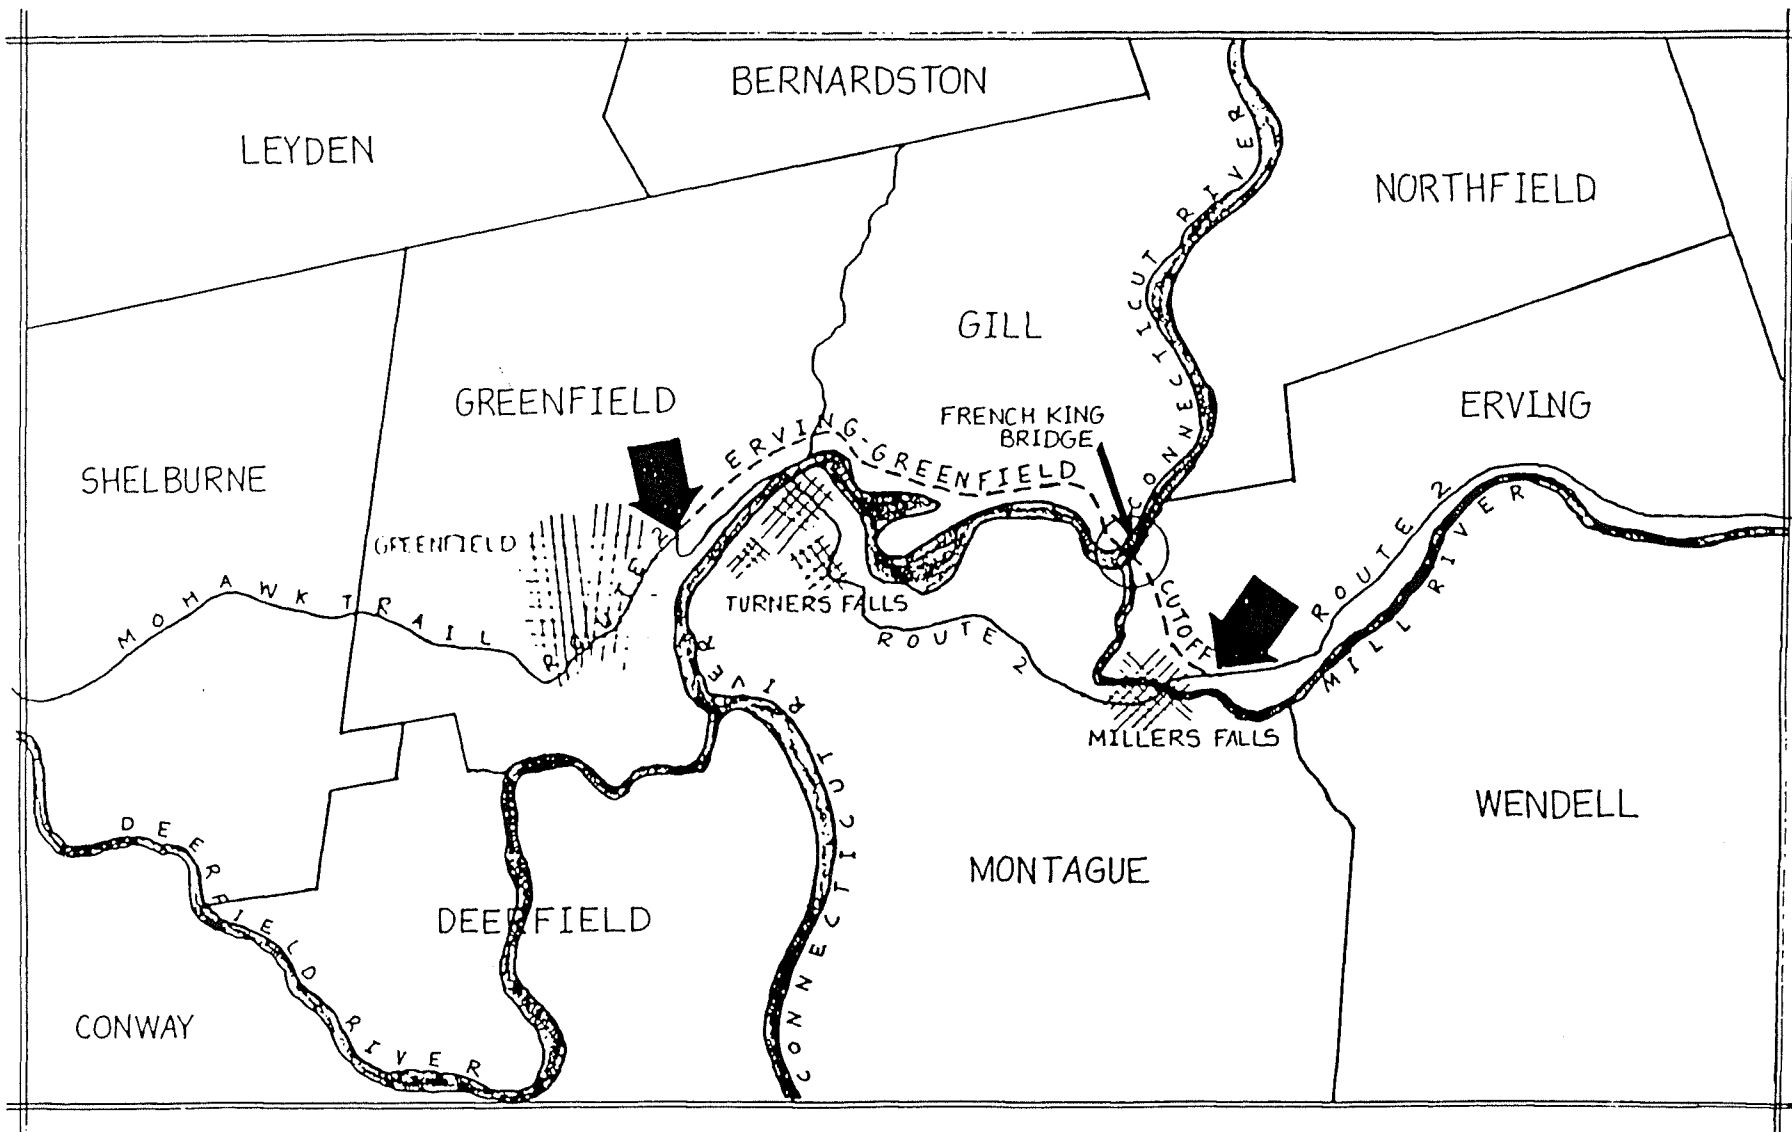 BERNARDSTON
LEYDEN
NORTHFIELD
CONNECTICUT RIVER
GILL
GREENFIELD
ERVING
FRENCH KING
BRIDGE
ERVING-GREENFIELD
CUTOFF
SHELBURNE
GREENFIELD
ROUTE 2
MOHAWK TRAIL
ROUTE 2
TURNERS FALLS
ROUTE 2
MILL RIVER
MILLERS FALLS
CONNECTICUT RIVER
WENDELL
MONTAGUE
DEERFIELD RIVER
DEERFIELD
CONWAY